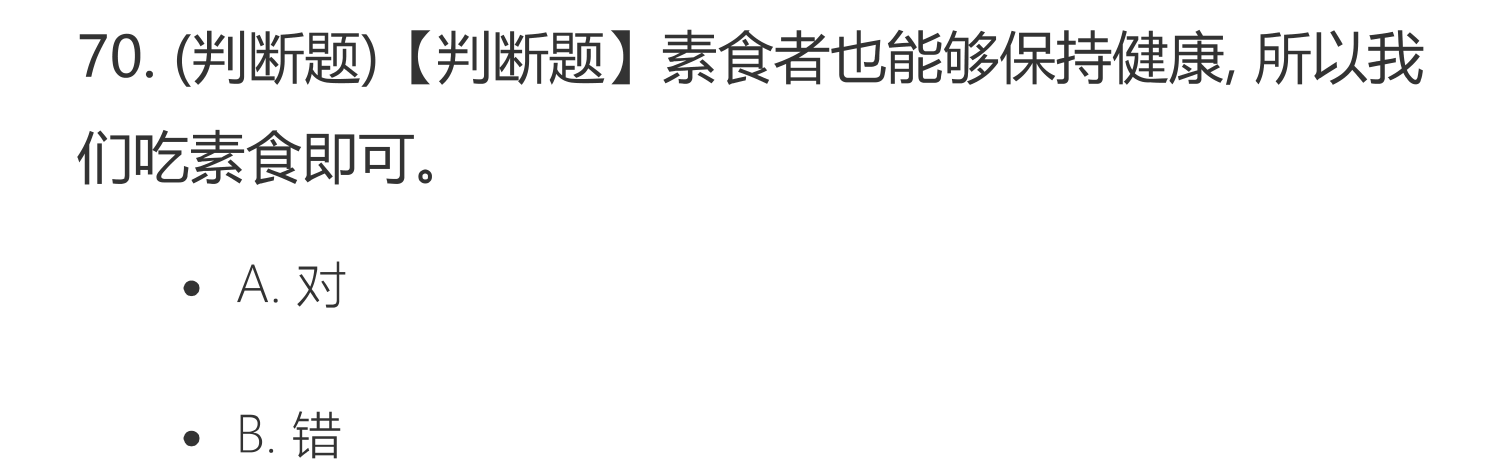 70. (判断题)【判断题】素食者也能够保持健康, 所以我
们吃素食即可。
• A. 对
• B. 错